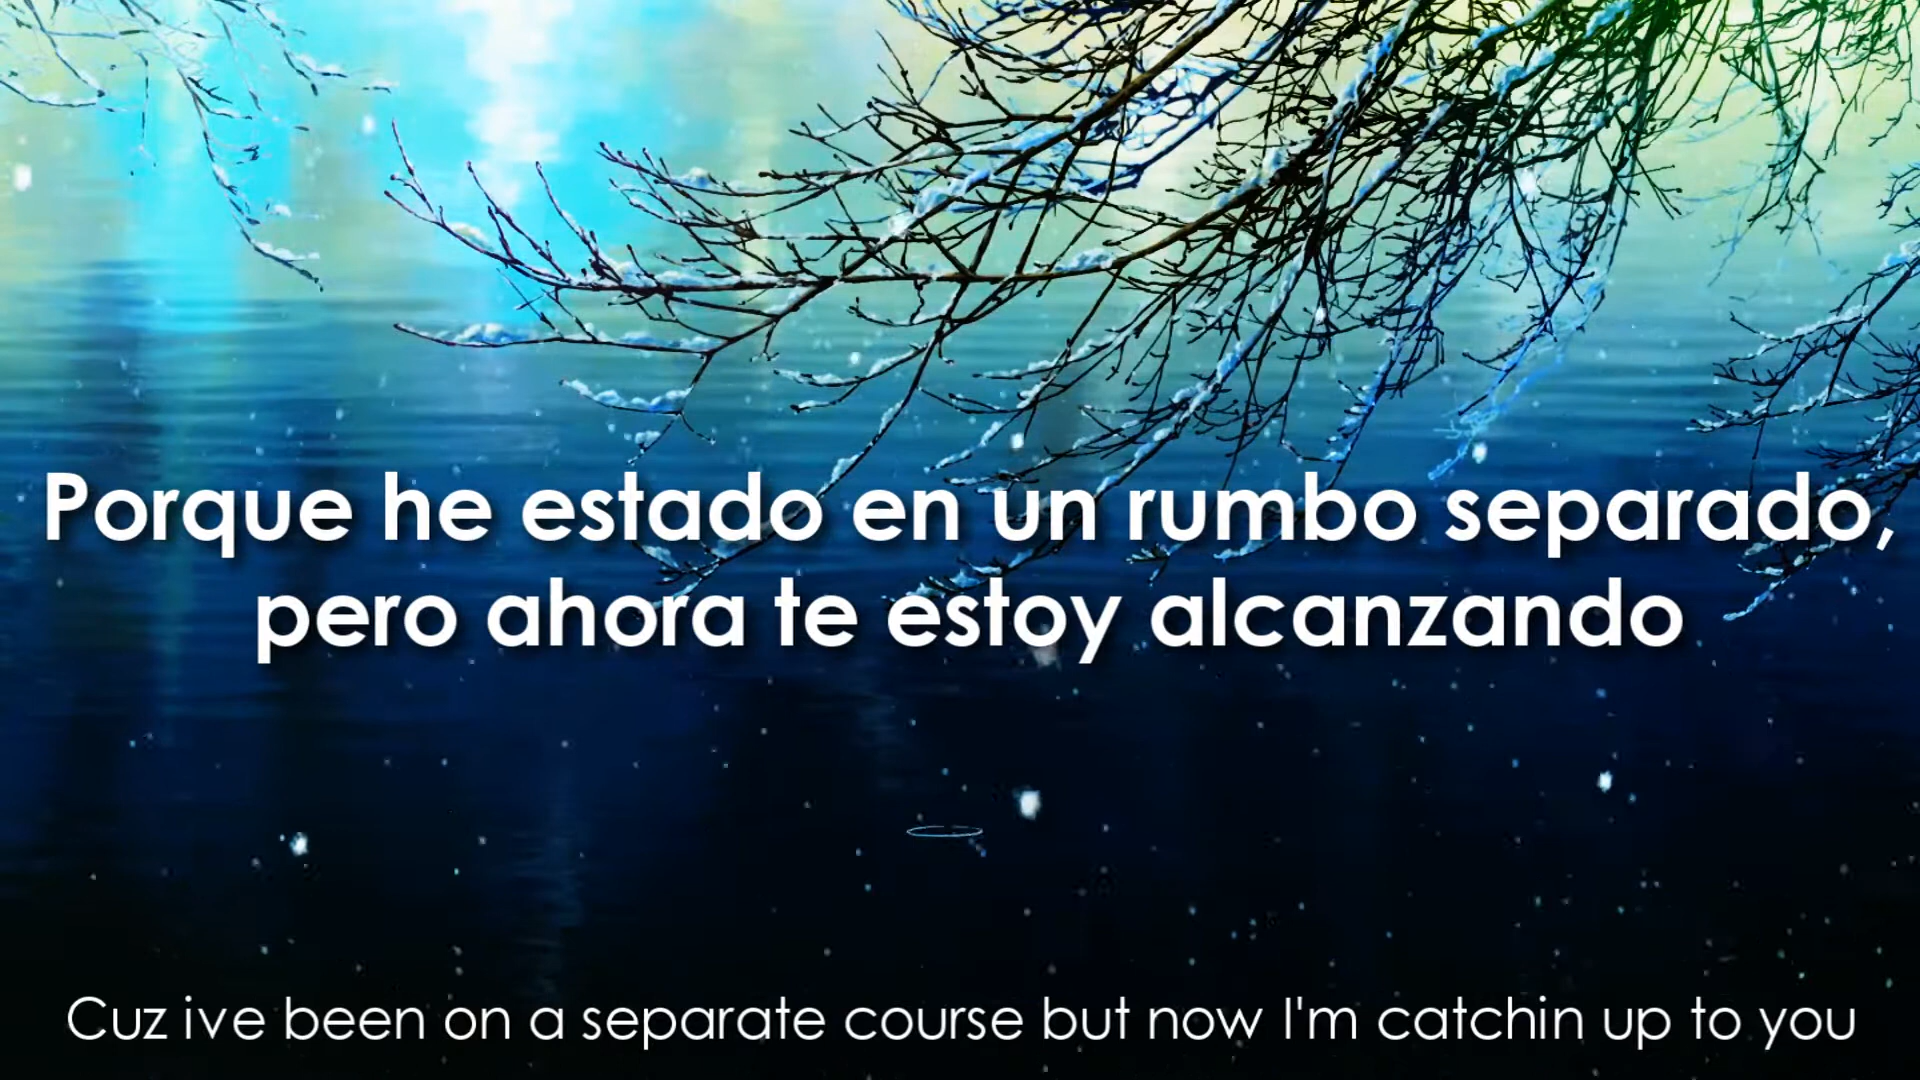 Porque he estado en un rumbo separado,
pero ahora te estoy alcanzando
Cuz ive been on a separate course but now I'm catchin up to you